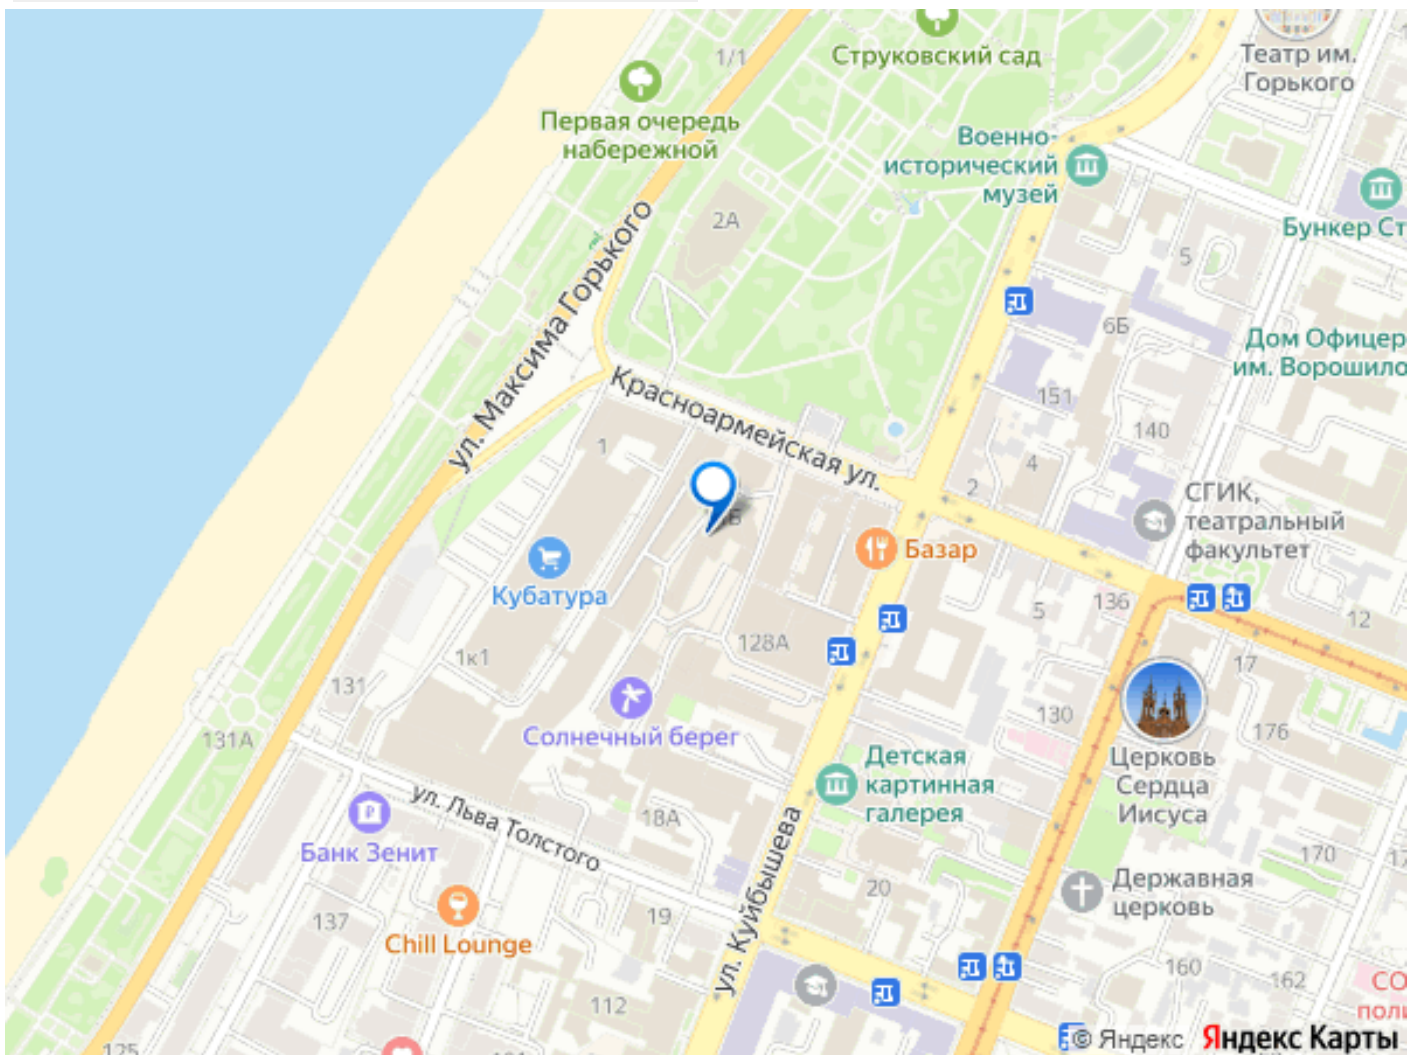 1/1
Струковский сад
Театр им.
Горького
Первая очередь
набережной
Военно-
исторический
музей
2А
ул. Максима Горького
5
Бункер Ст
6Б
Дом Офицер
им. Ворошило
Красноармейская ул.
151
140
1
4
2
СГИК,
театральный
факультет
Базар
Кубатура
5
136
12
128А
1к1
131
17
130
176
131А
Солнечный берег
Детская
картинная
галерея
Церковь
Сердца
Иисуса
ул. Льва Толстого
18А
ул. Куйбышева
Банк Зенит
170
17
20
Державная
церковь
137
19
Chill Lounge
160
162
СО
поли
112
125
© Яндекс Яндекс Карты